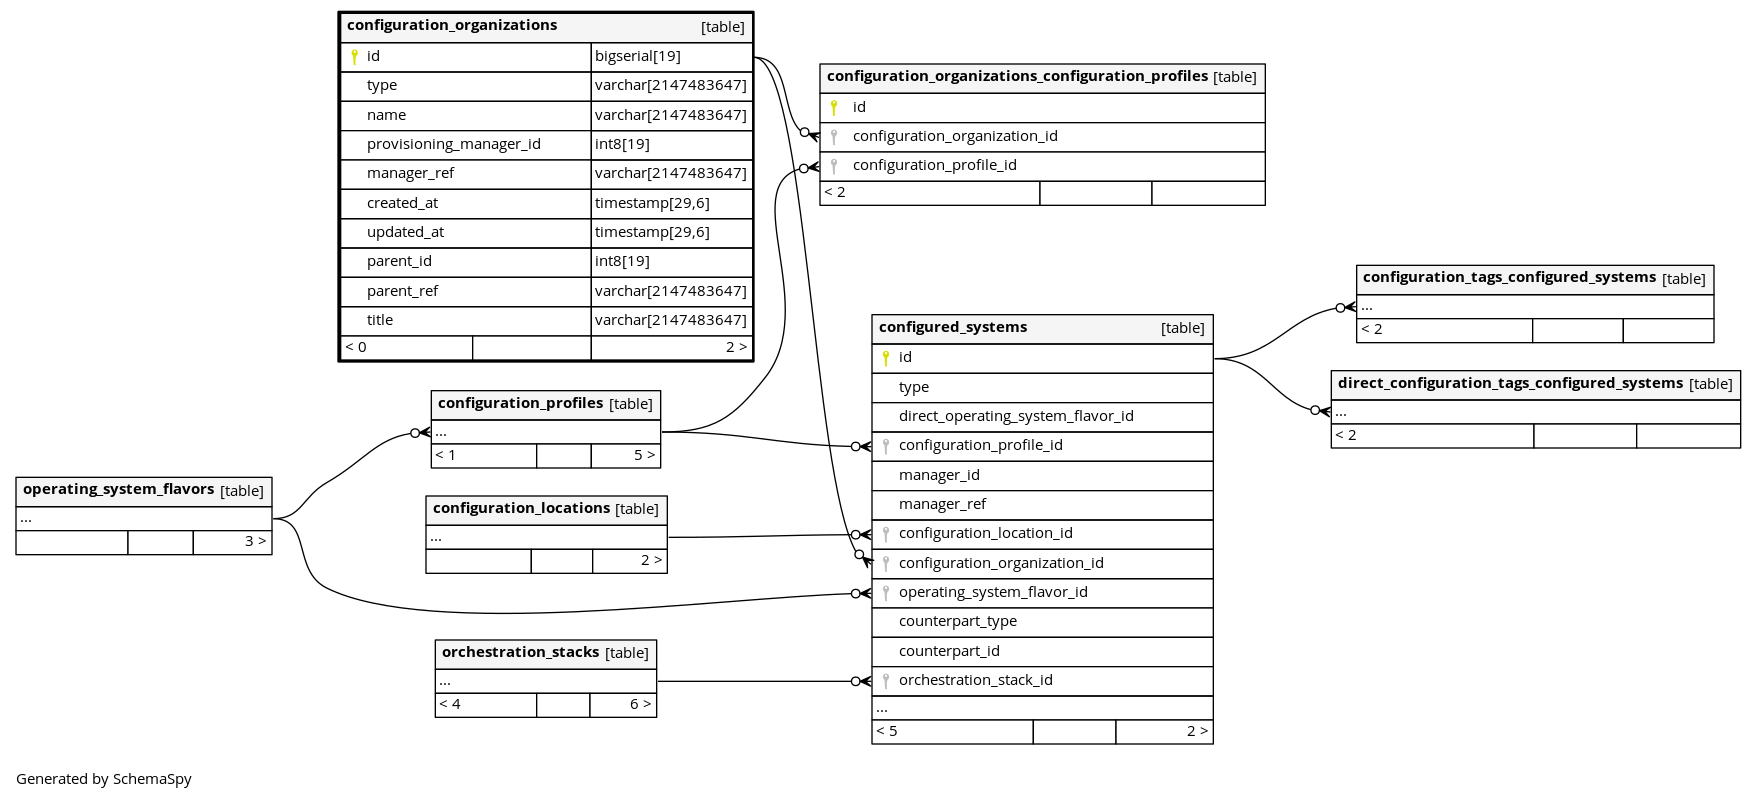 configuration_organizations [table]
id bigserial[19]
type varchar[2147483647]
name varchar[2147483647]
provisioning_manager_id int8[19]
manager_ref varchar[2147483647]
created_at timestamp[29,6]
updated_at timestamp[29,6]
parent_id int8[19]
parent_ref varchar[2147483647]
title varchar[2147483647]
< 0 2 >
configuration_organizations_configuration_profiles [table]
id
configuration_organization_id
configuration_profile_id
< 2
configuration_tags_configured_systems [table]
...
< 2
direct_configuration_tags_configured_systems [table]
...
< 2
configured_systems [table]
id
type
direct_operating_system_flavor_id
configuration_profile_id
manager_id
manager_ref
configuration_location_id
configuration_organization_id
operating_system_flavor_id
counterpart_type
counterpart_id
orchestration_stack_id
...
< 5 2 >
configuration_profiles [table]
...
< 1 5 >
operating_system_flavors [table]
...
3 >
configuration_locations [table]
...
2 >
orchestration_stacks [table]
...
< 4 6 >
Generated by SchemaSpy